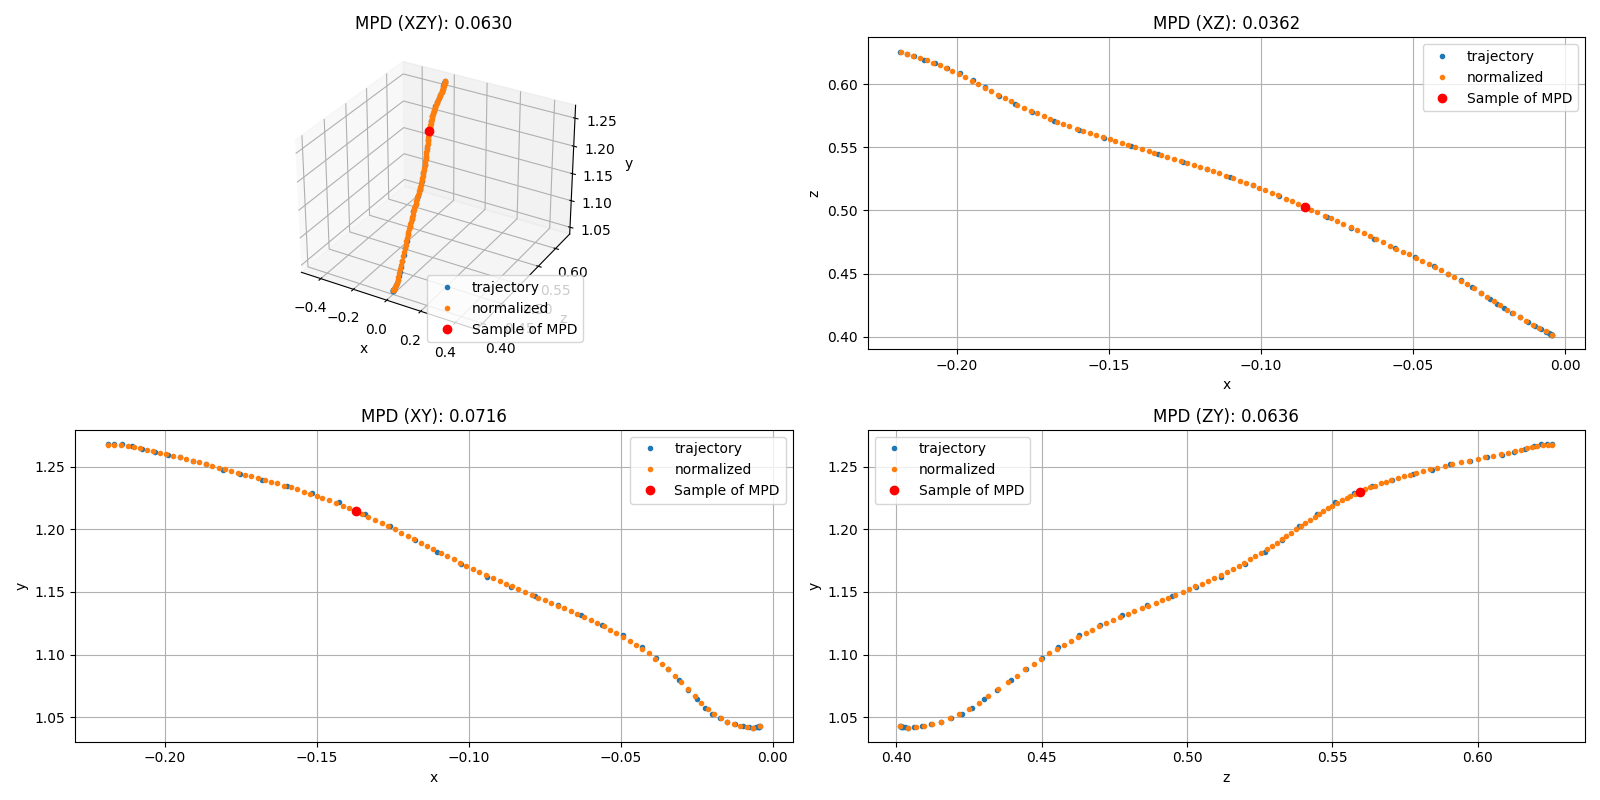 MPD (XZY): 0.0630
1.25
1.20
1.15
1.10
1.05
y
0.60
0.55
0.50
0.45
0.40
z
−0.4
−0.2
0.0
0.2
0.4
x
trajectory
normalized
Sample of MPD
MPD (XZ): 0.0362
trajectory
normalized
Sample of MPD
0.60
0.55
0.50
0.45
0.40
z
−0.20
−0.15
−0.10
−0.05
0.00
x
MPD (XY): 0.0716
trajectory
normalized
Sample of MPD
1.25
1.20
1.15
1.10
1.05
y
−0.20
−0.15
−0.10
−0.05
0.00
x
MPD (ZY): 0.0636
trajectory
normalized
Sample of MPD
1.25
1.20
1.15
1.10
1.05
y
0.40
0.45
0.50
0.55
0.60
z